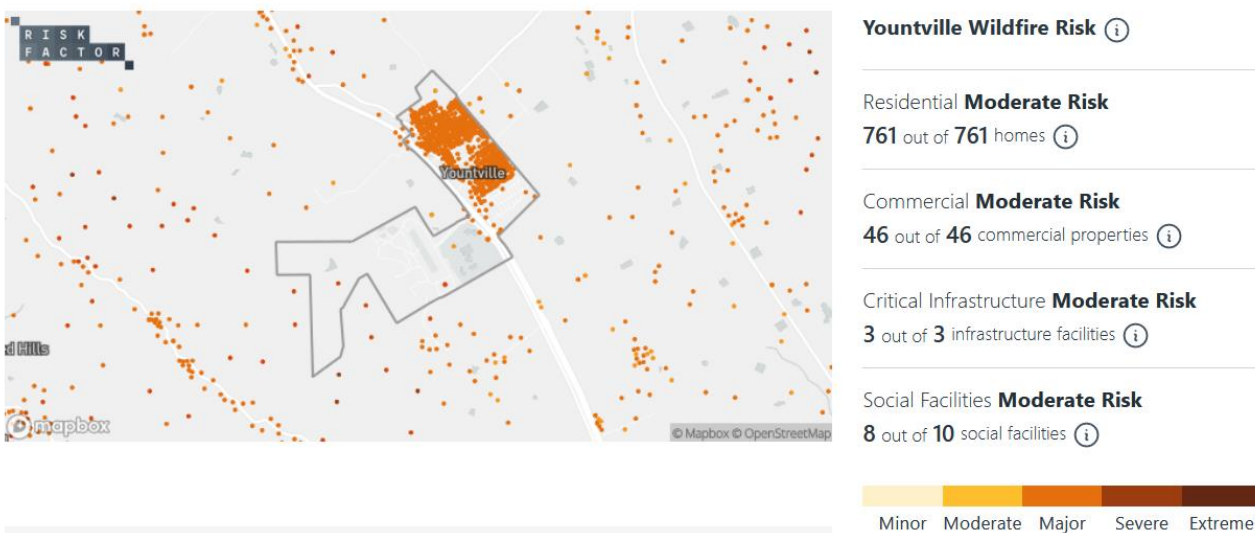 RISK
FACTOR
Yountville
d Hills
mapbox
© Mapbox © OpenStreetMap
Yountville Wildfire Risk
Residential Moderate Risk
761 out of 761 homes
Commercial Moderate Risk
46 out of 46 commercial properties
Critical Infrastructure Moderate Risk
3 out of 3 infrastructure facilities
Social Facilities Moderate Risk
8 out of 10 social facilities
Minor Moderate Major Severe Extreme